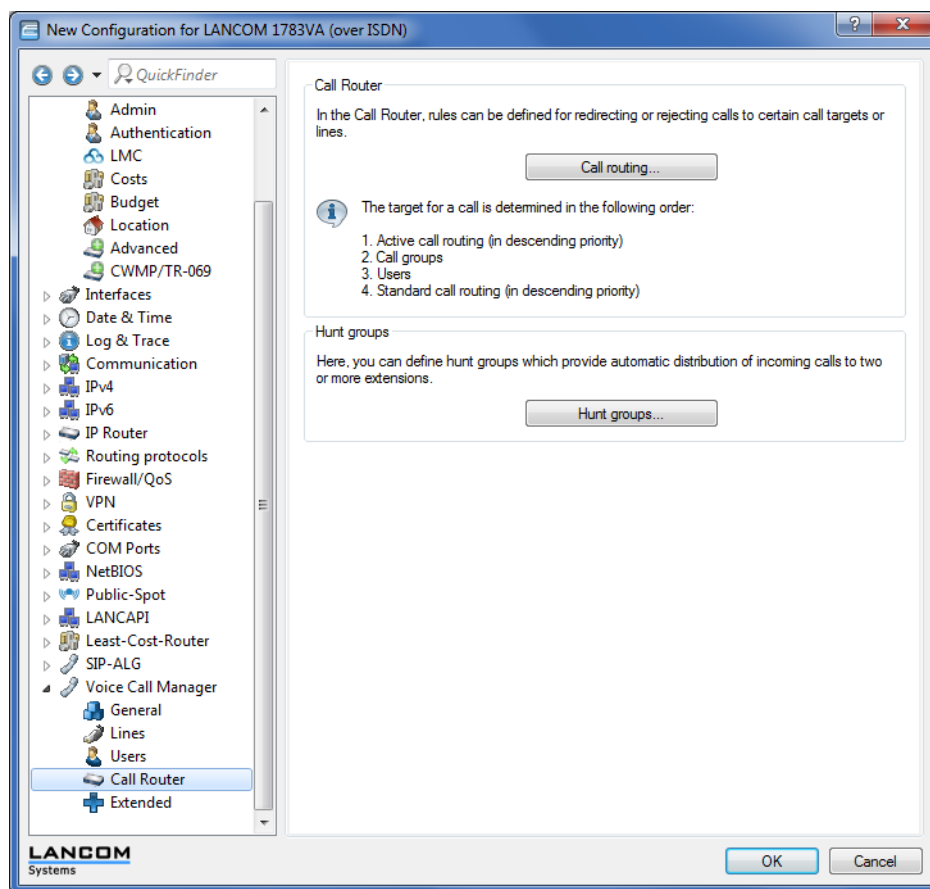 New Configuration for LANCOM 1783VA (over ISDN)
?
QuickFinder
Admin
Authentication
LMC
Costs
Budget
Location
Advanced
CWMP/TR-069
Interfaces
Date & Time
Log & Trace
Communication
IPv4
IPv6
IP Router
Routing protocols
Firewall/QoS
VPN
Certificates
COM Ports
NetBIOS
Public-Spot
LANCAPI
Least-Cost-Router
SIP-ALG
Voice Call Manager
General
Lines
Users
Call Router
Extended
Call Router
In the Call Router, rules can be defined for redirecting or rejecting calls to certain call targets or
lines.
Call routing...
The target for a call is determined in the following order:
1. Active call routing (in descending priority)
2. Call groups
3. Users
4. Standard call routing (in descending priority)
Hunt groups
Here, you can define hunt groups which provide automatic distribution of incoming calls to two
or more extensions.
Hunt groups...
LANCOM
Systems
OK
Cancel